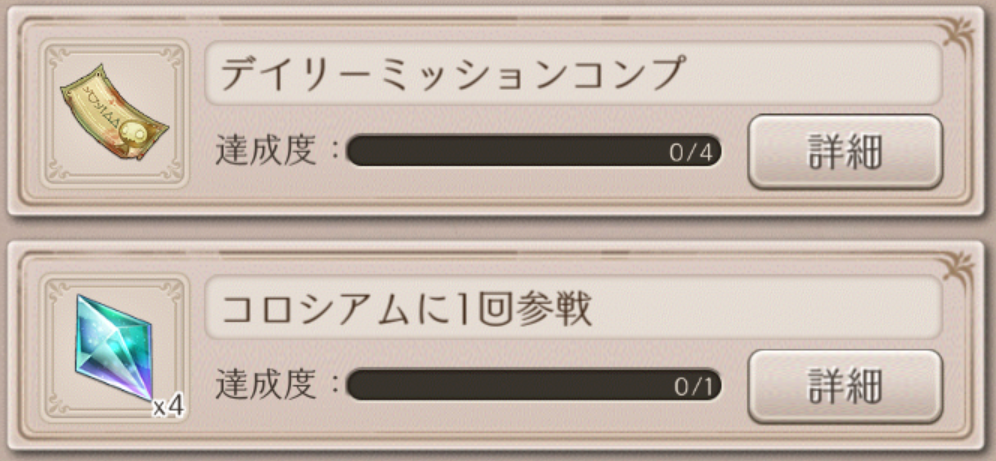 デイリーミッションコンプ
達成度：
0/4
詳細
x4
コロシアムに1回参戦
達成度：
0/1
詳細